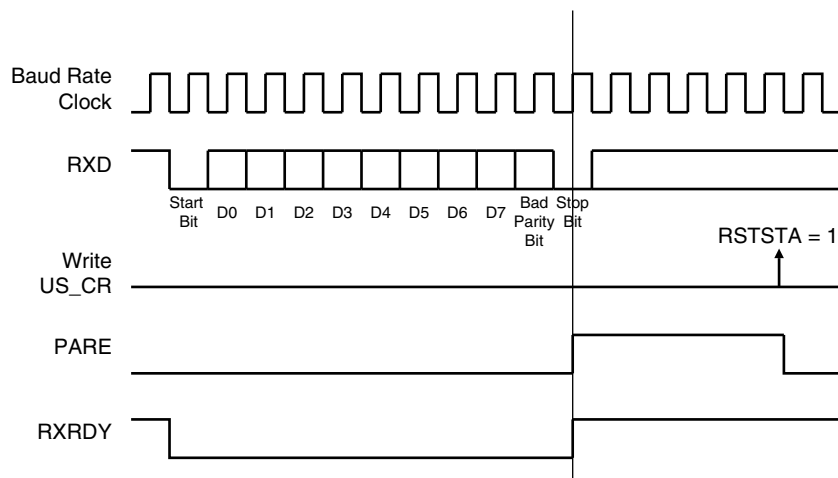 Baud Rate
Clock
RXD
Start
Bit
D0
D1
D2
D3
D4
D5
D6
D7
Bad
Parity
Bit
Stop
Bit
RSTSTA = 1
Write
US_CR
PARE
RXRDY